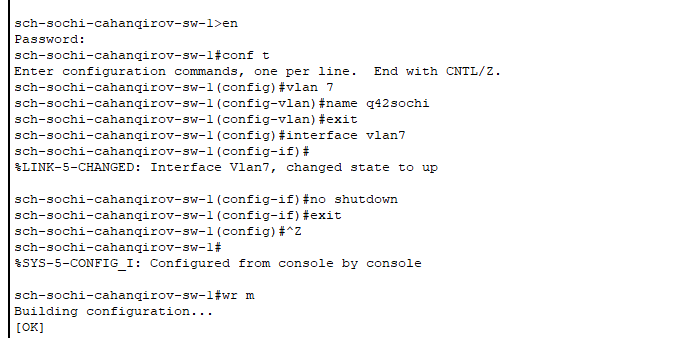 sch-sochi-cahanqirov-sw-1>en
Password:
sch-sochi-cahanqirov-sw-1#conf t
Enter configuration commands, one per line.  End with CNTL/Z.
sch-sochi-cahanqirov-sw-1(config)#vlan 7
sch-sochi-cahanqirov-sw-1(config-vlan)#name q42sochi
sch-sochi-cahanqirov-sw-1(config-vlan)#exit
sch-sochi-cahanqirov-sw-1(config)#interface vlan7
sch-sochi-cahanqirov-sw-1(config-if)#
%LINK-5-CHANGED: Interface Vlan7, changed state to up
sch-sochi-cahanqirov-sw-1(config-if)#no shutdown
sch-sochi-cahanqirov-sw-1(config-if)#exit
sch-sochi-cahanqirov-sw-1(config)#^Z
sch-sochi-cahanqirov-sw-1#
%SYS-5-CONFIG_I: Configured from console by console
sch-sochi-cahanqirov-sw-1#wr m
Building configuration...
[OK]